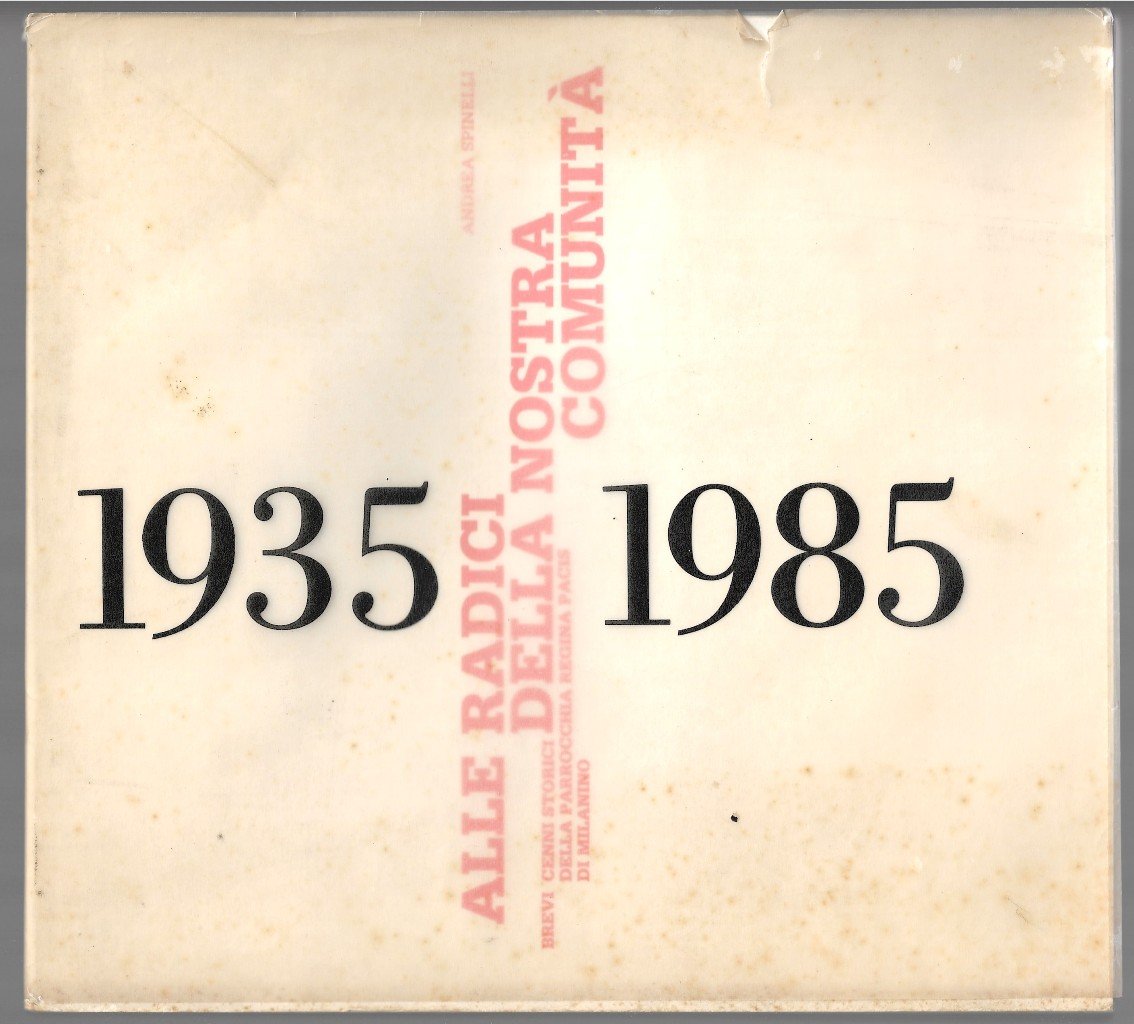 1935 1985
ANDREA SPINELLI
ALLE RADICI
DELLA NOSTRA
COMUNITÀ
BREVI CENNI STORICI
DELLA PARROCCHIA REGINA PACIS
DI MILANINO